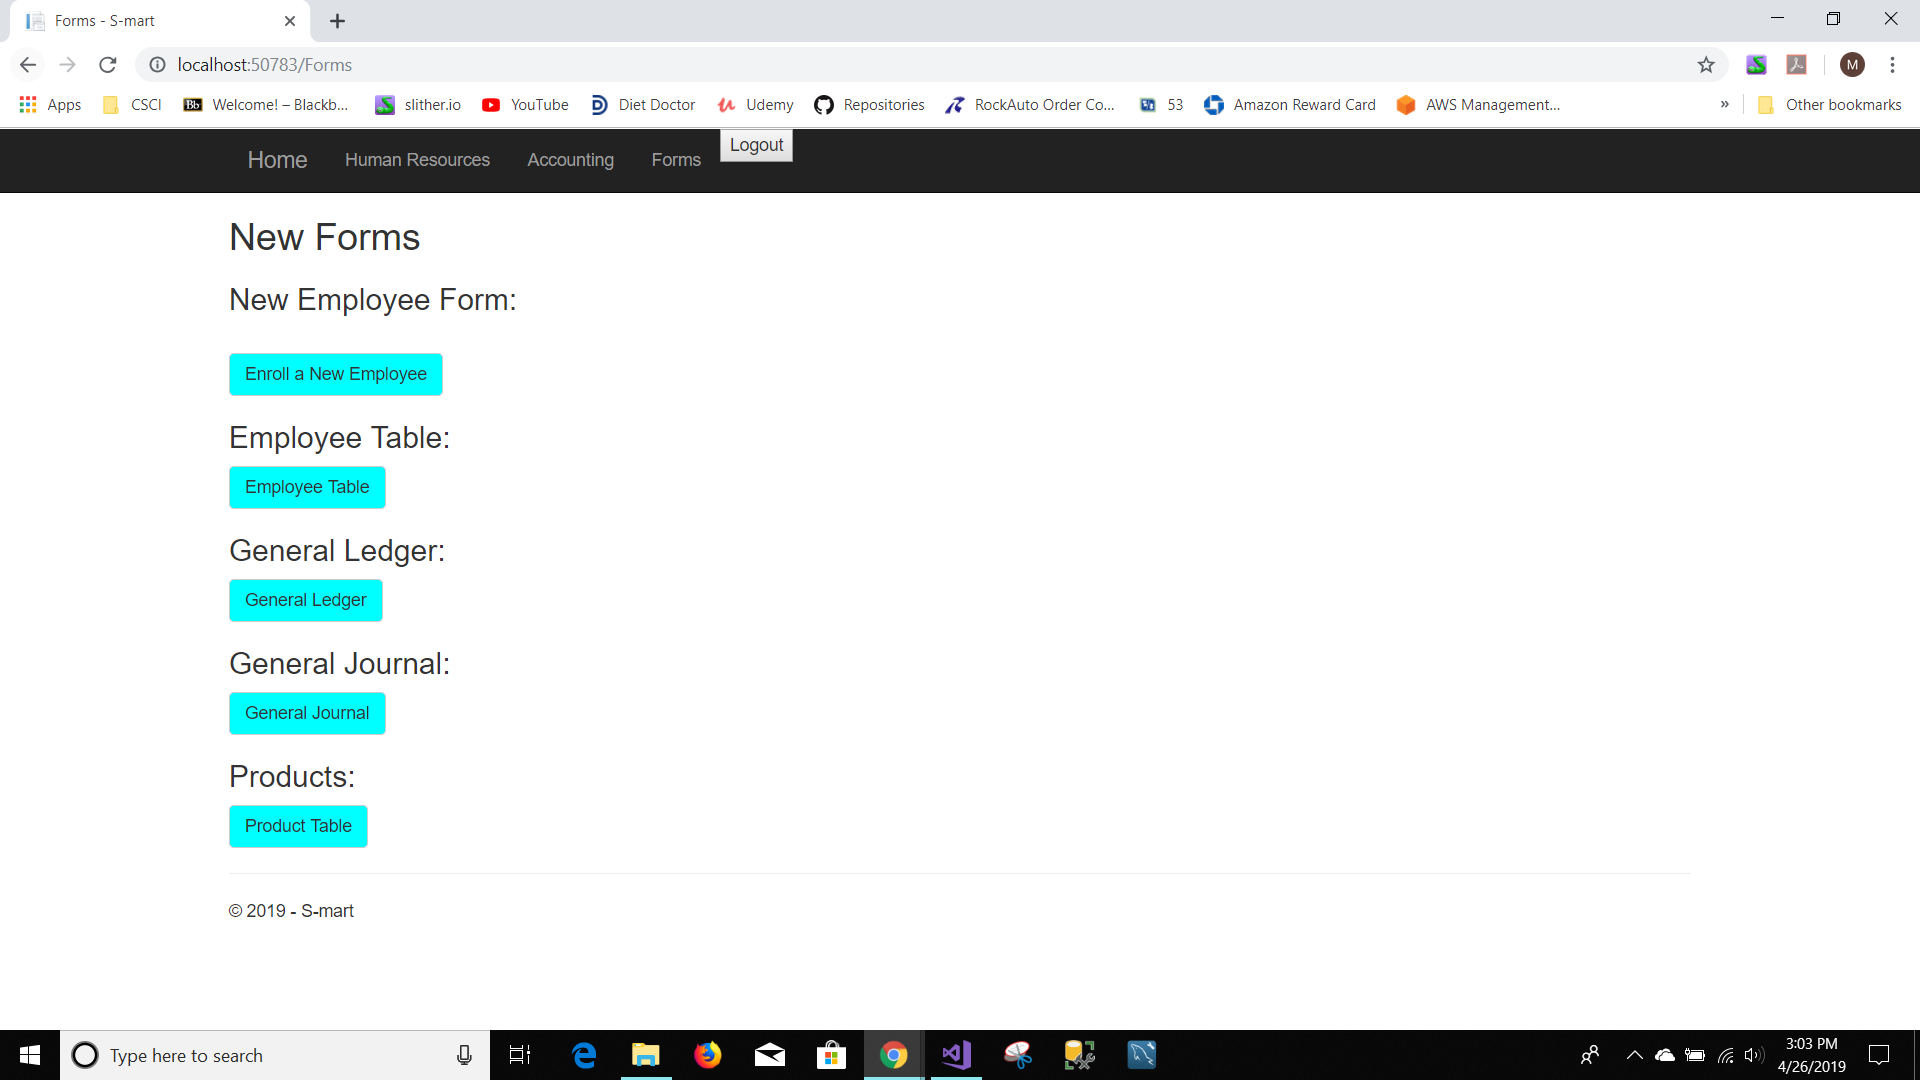 Forms - S-mart
localhost:50783/Forms
M
Apps CSCI Bb Welcome! – Blackb... slither.io YouTube Diet Doctor Udemy Repositories RockAuto Order Co... 53 Amazon Reward Card AWS Management... » Other bookmarks
Home Human Resources Accounting Forms Logout
New Forms
New Employee Form:
Enroll a New Employee
Employee Table:
Employee Table
General Ledger:
General Ledger
General Journal:
General Journal
Products:
Product Table
© 2019 - S-mart
Type here to search
3:03 PM
4/26/2019